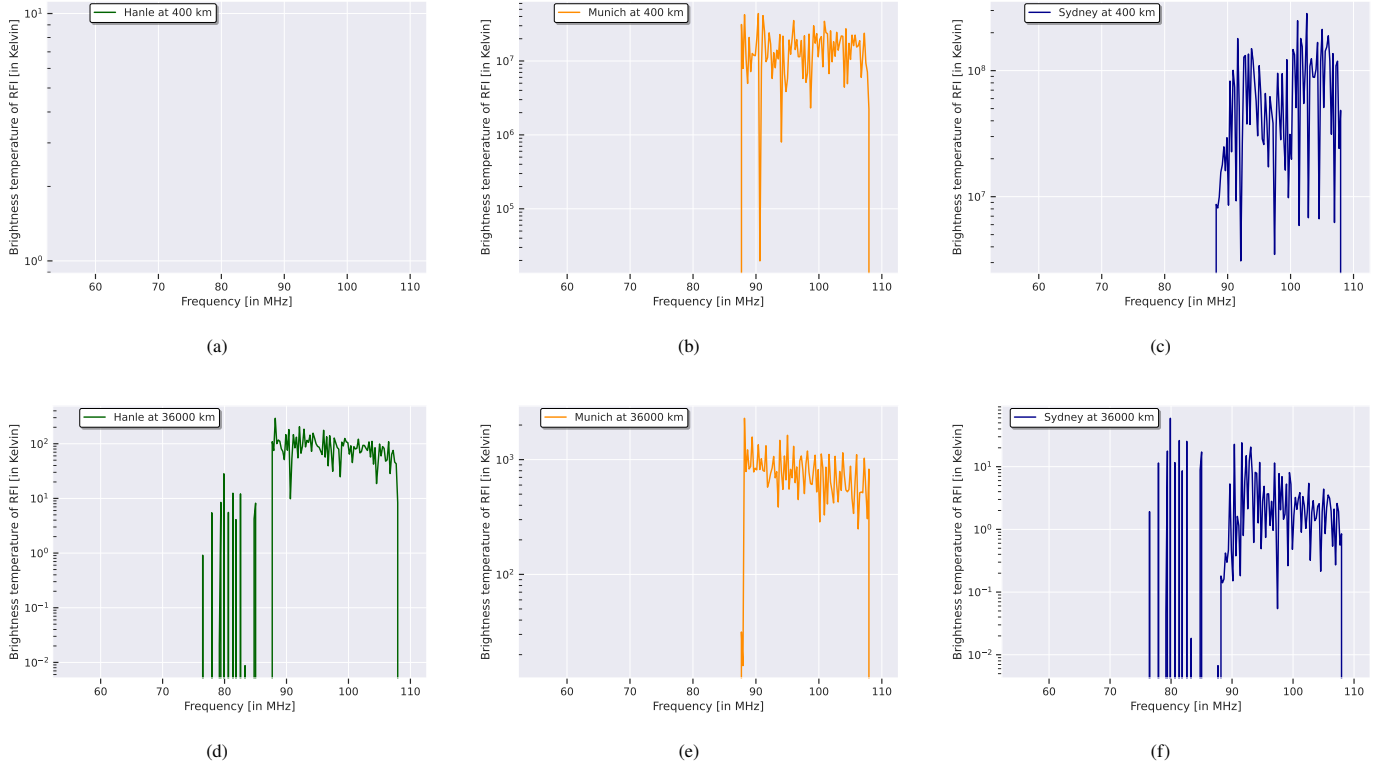 Hanle at 400 km
Brightness temperature of RFI [in Kelvin]
10¹
10⁰
60 70 80 90 100 110
Frequency [in MHz]
(a)
Munich at 400 km
Brightness temperature of RFI [in Kelvin]
10⁷
10⁶
10⁵
60 70 80 90 100 110
Frequency [in MHz]
(b)
Sydney at 400 km
Brightness temperature of RFI [in Kelvin]
10⁸
10⁷
60 70 80 90 100 110
Frequency [in MHz]
(c)
Hanle at 36000 km
Brightness temperature of RFI [in Kelvin]
10²
10¹
10⁰
10⁻¹
10⁻²
60 70 80 90 100 110
Frequency [in MHz]
(d)
Munich at 36000 km
Brightness temperature of RFI [in Kelvin]
10³
10²
60 70 80 90 100 110
Frequency [in MHz]
(e)
Sydney at 36000 km
Brightness temperature of RFI [in Kelvin]
10¹
10⁰
10⁻¹
10⁻²
60 70 80 90 100 110
Frequency [in MHz]
(f)